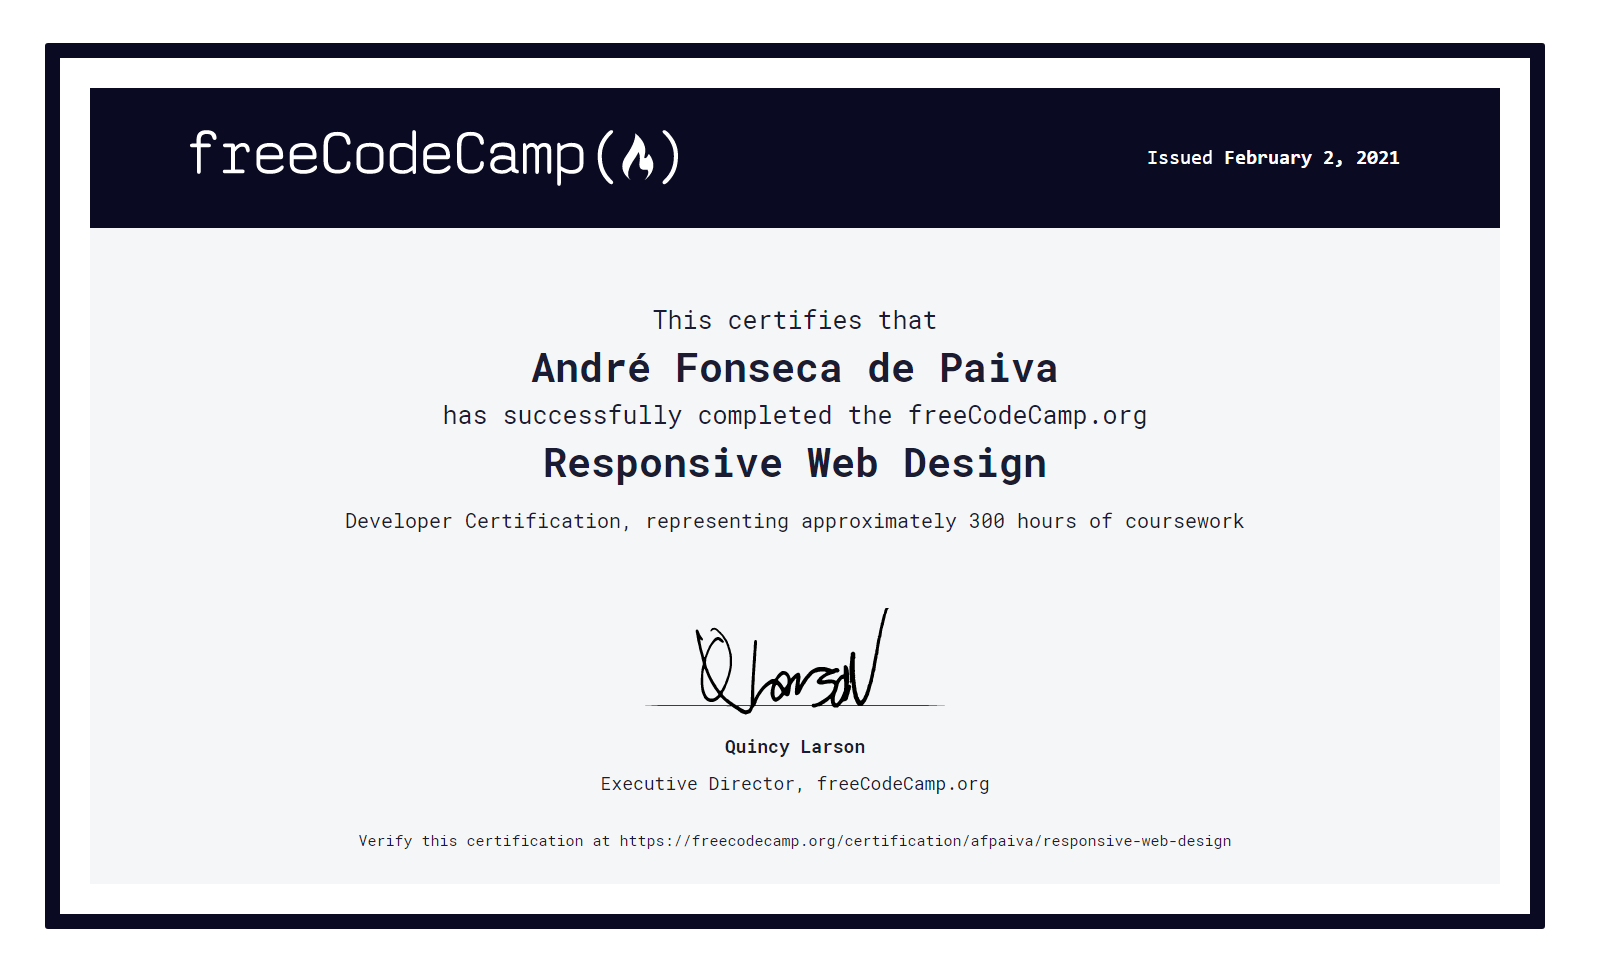 freeCodeCamp(🔥)
Issued February 2, 2021
This certifies that
André Fonseca de Paiva
has successfully completed the freeCodeCamp.org
Responsive Web Design
Developer Certification, representing approximately 300 hours of coursework
Q Larson
Quincy Larson
Executive Director, freeCodeCamp.org
Verify this certification at https://freecodecamp.org/certification/afpaiva/responsive-web-design